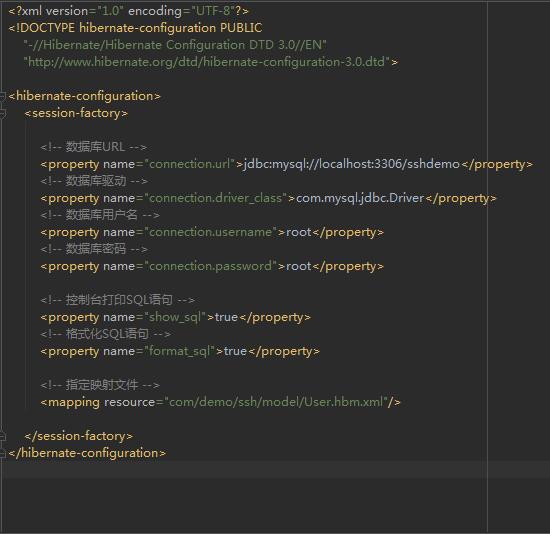 <?xml version="1.0" encoding="UTF-8"?>
<!DOCTYPE hibernate-configuration PUBLIC
"-//Hibernate/Hibernate Configuration DTD 3.0//EN"
"http://www.hibernate.org/dtd/hibernate-configuration-3.0.dtd">
<hibernate-configuration>
<session-factory>
<!-- 数据库URL -->
<property name="connection.url">jdbc:mysql://localhost:3306/sshdemo</property>
<!-- 数据库驱动 -->
<property name="connection.driver_class">com.mysql.jdbc.Driver</property>
<!-- 数据库用户名 -->
<property name="connection.username">root</property>
<!-- 数据库密码 -->
<property name="connection.password">root</property>
<!-- 控制台打印SQL语句 -->
<property name="show_sql">true</property>
<!-- 格式化SQL语句 -->
<property name="format_sql">true</property>
<!-- 指定映射文件 -->
<mapping resource="com/demo/ssh/model/User.hbm.xml"/>
</session-factory>
</hibernate-configuration>